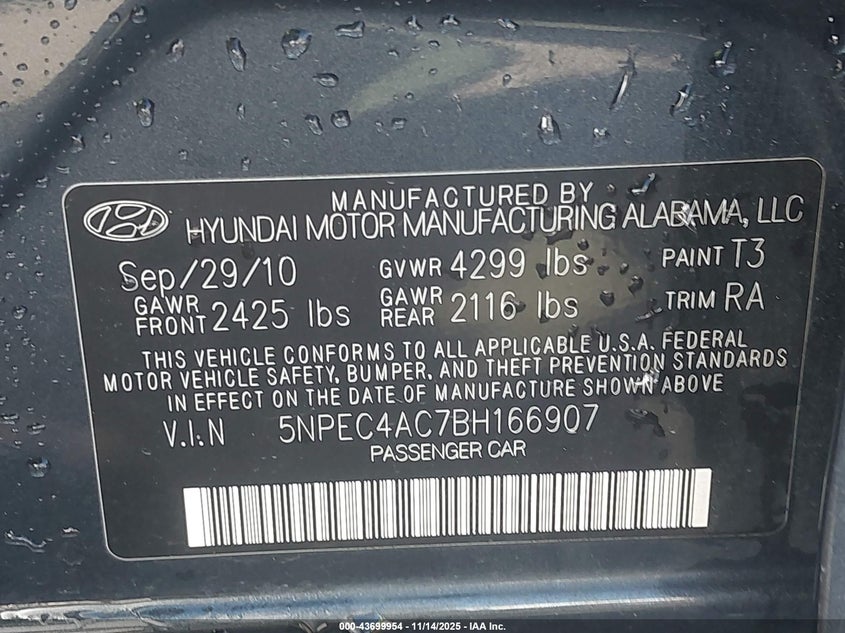 MANUFACTURED BY
HYUNDAI MOTOR MANUFACTURING ALABAMA, LLC
Sep/29/10 GVWR 4299 lbs PAINT T3
GAWR FRONT 2425 lbs GAWR REAR 2116 lbs TRIM RA
THIS VEHICLE CONFORMS TO ALL APPLICABLE U.S.A. FEDERAL
MOTOR VEHICLE SAFETY, BUMPER, AND THEFT PREVENTION STANDARDS
IN EFFECT ON THE DATE OF MANUFACTURE SHOWN ABOVE
V.I.N 5NPEC4AC7BH166907
PASSENGER CAR
000-43699954 - 11/14/2025 - IAA Inc.